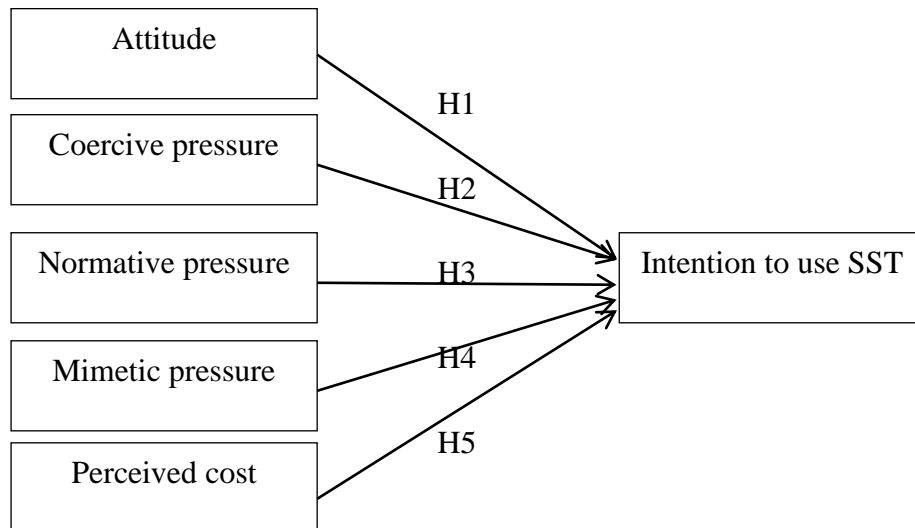 Attitude
H1
Coercive pressure
H2
Normative pressure
H3
Intention to use SST
Mimetic pressure
H4
H5
Perceived cost